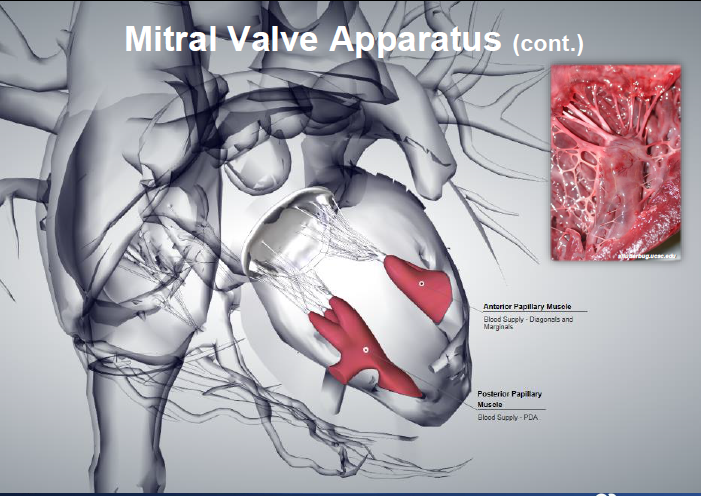 Mitral Valve Apparatus (cont.)
Anterior Papillary Muscle
Blood Supply - Diagonals and
Marginals
Posterior Papillary
Muscle
Blood Supply - PDA